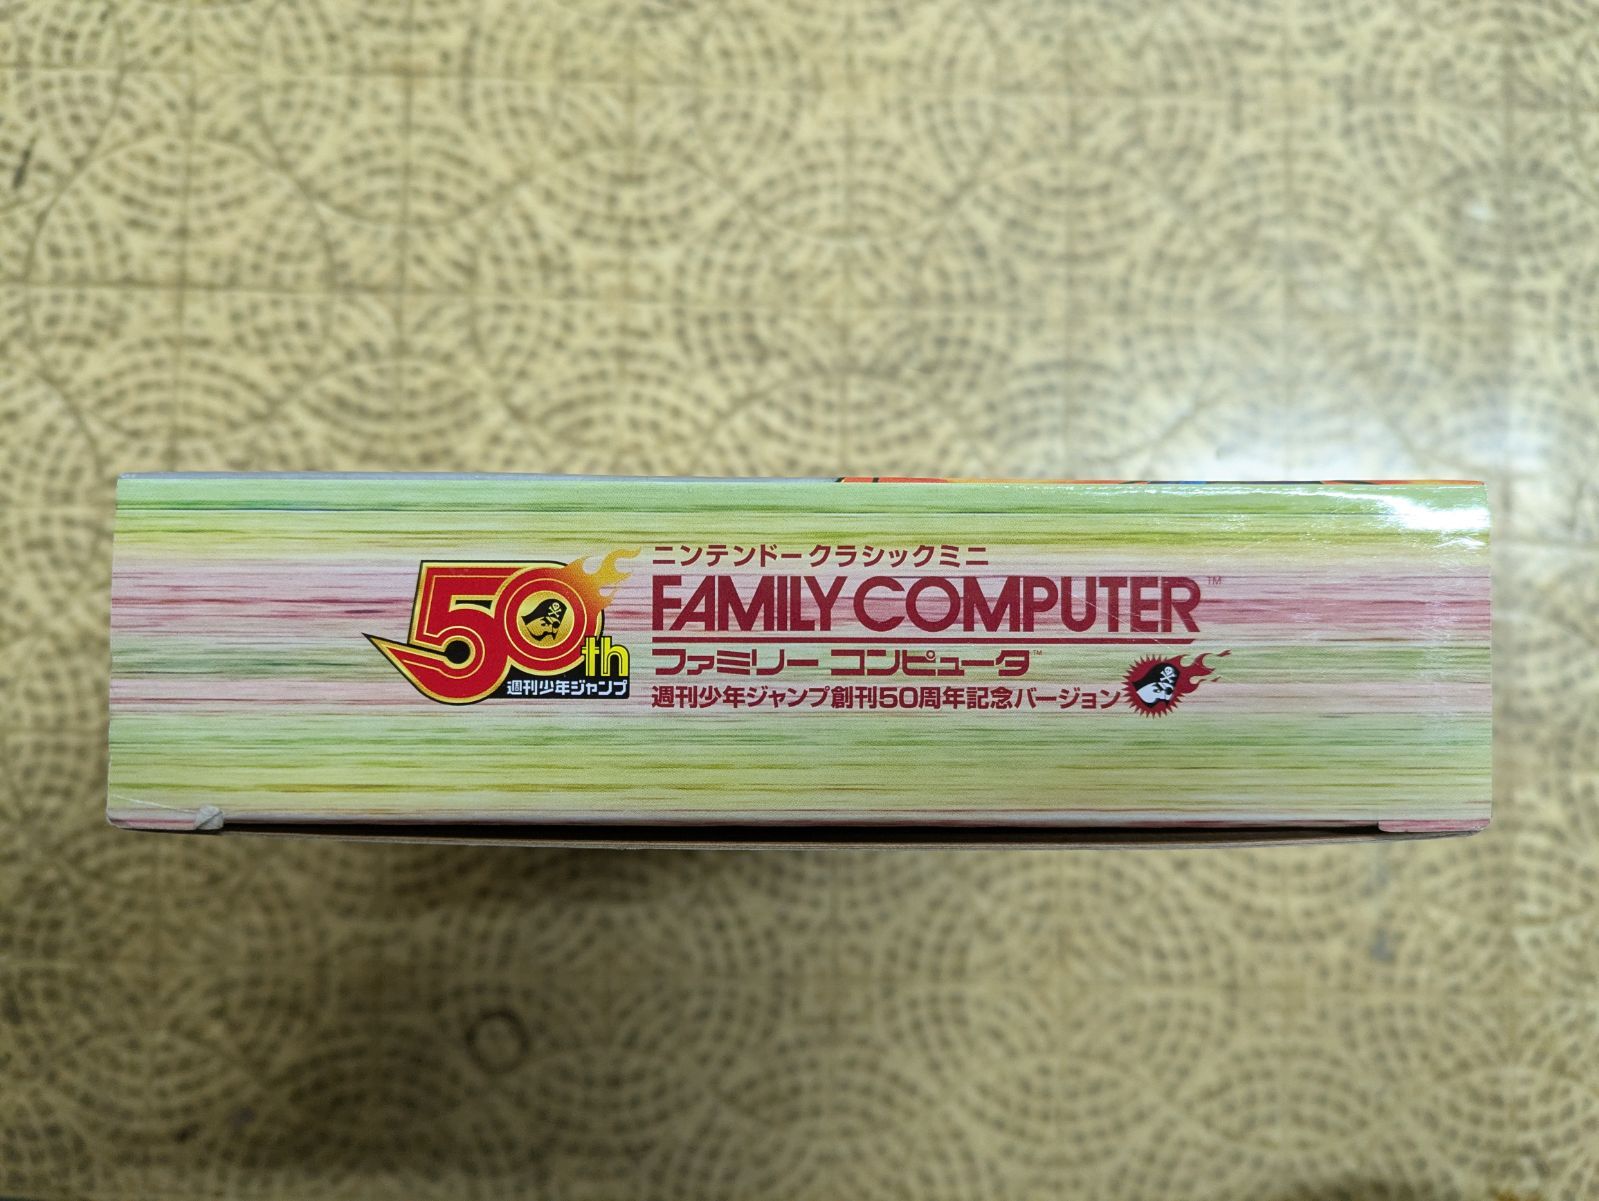 50th
週刊少年ジャンプ
ニンテンドークラシックミニ
FAMILY COMPUTER™
ファミリー コンピュータ™
週刊少年ジャンプ創刊50周年記念バージョン